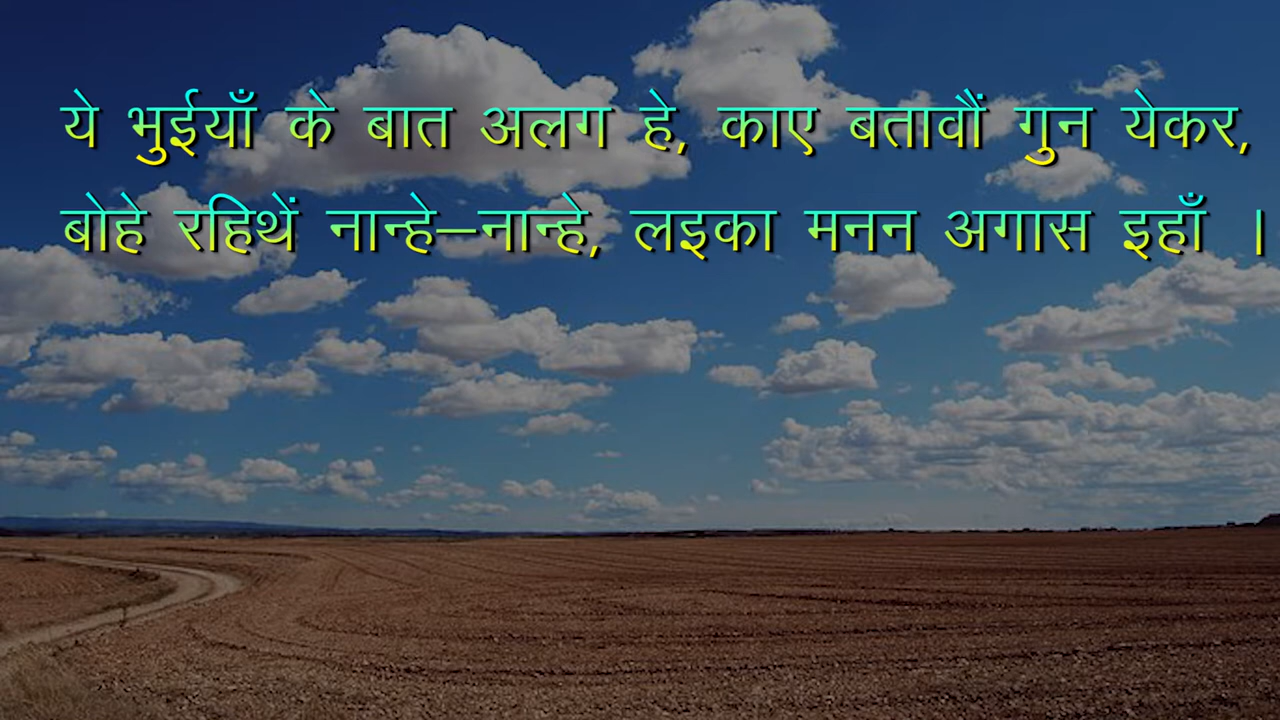 ये भुईयाँ के बात अलग हे, काए बतावौं गुन येकर,
बोहे रहिथें नान्हे–नान्हे, लइका मनन अगास इहाँ ।